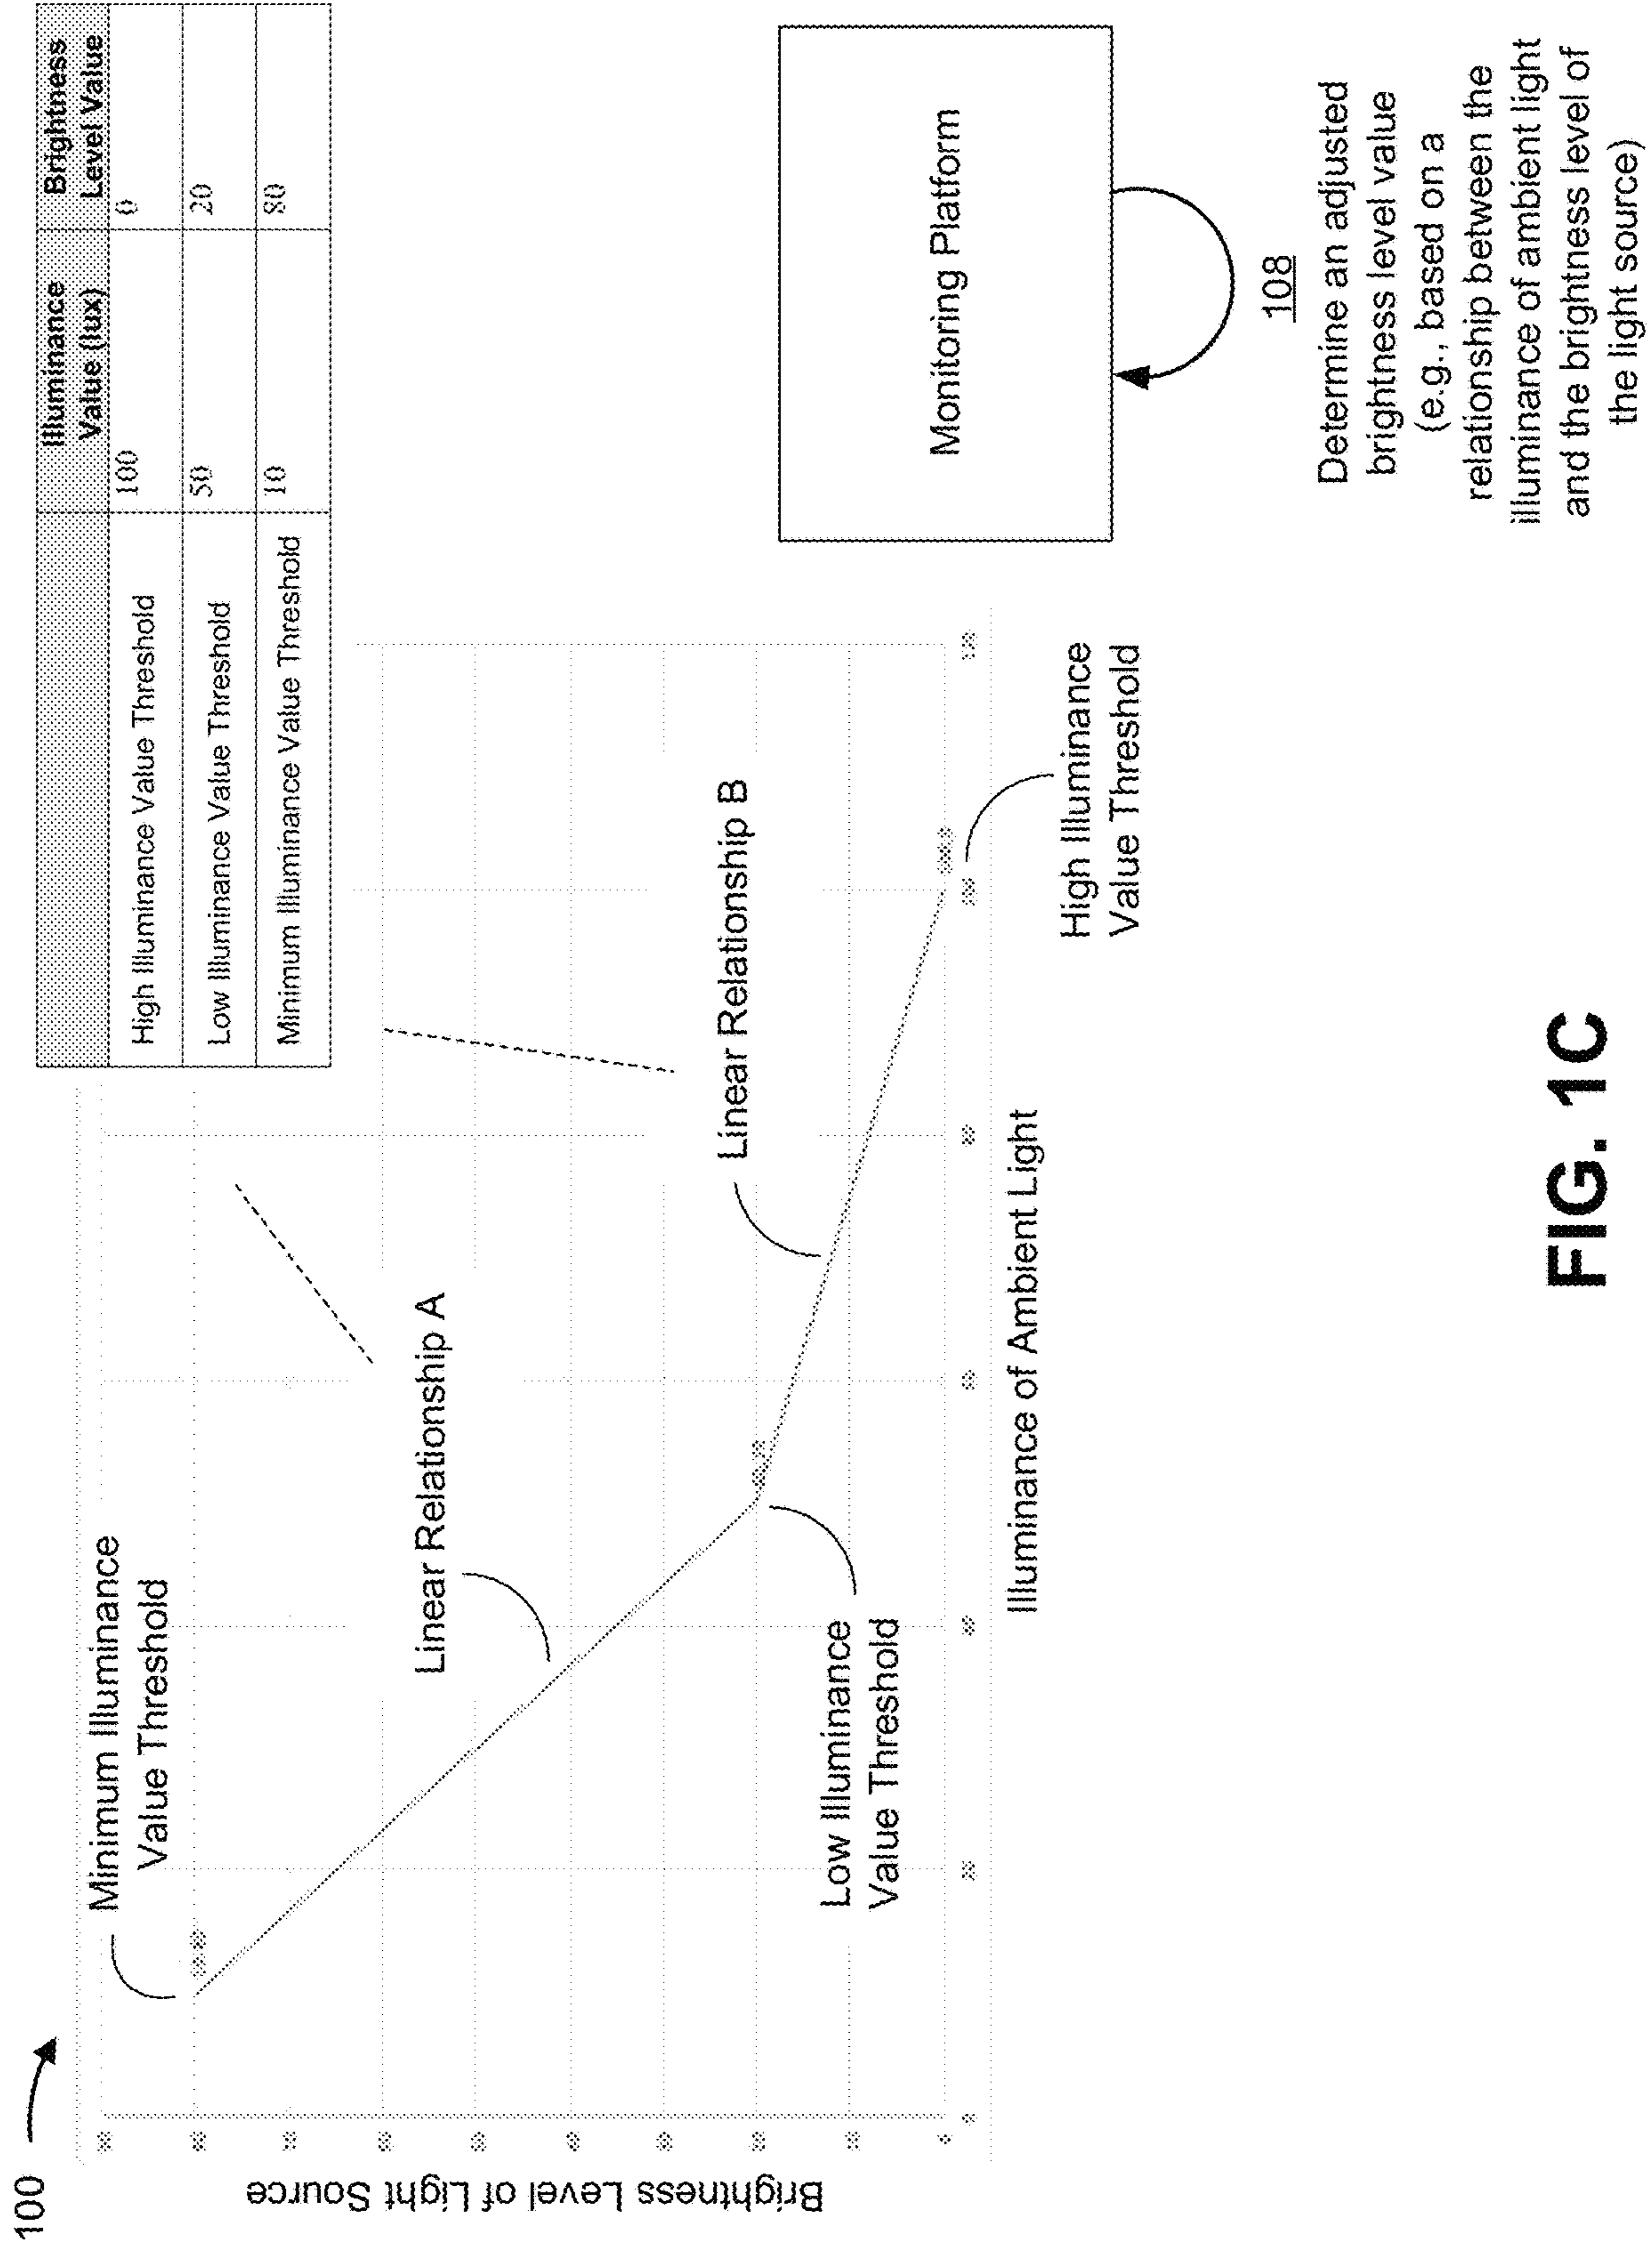 100
Illuminance
Value (lux)
Brightness
Level Value
High Illuminance Value Threshold
100
0
Low Illuminance Value Threshold
50
20
Minimum Illuminance Value Threshold
10
80
Minimum Illuminance
Value Threshold
Linear Relationship A
Linear Relationship B
Low Illuminance
Value Threshold
High Illuminance
Value Threshold
Brightness Level of Light Source
Illuminance of Ambient Light
Monitoring Platform
108
Determine an adjusted
brightness level value
(e.g., based on a
relationship between the
illuminance of ambient light
and the brightness level of
the light source)
FIG. 1C